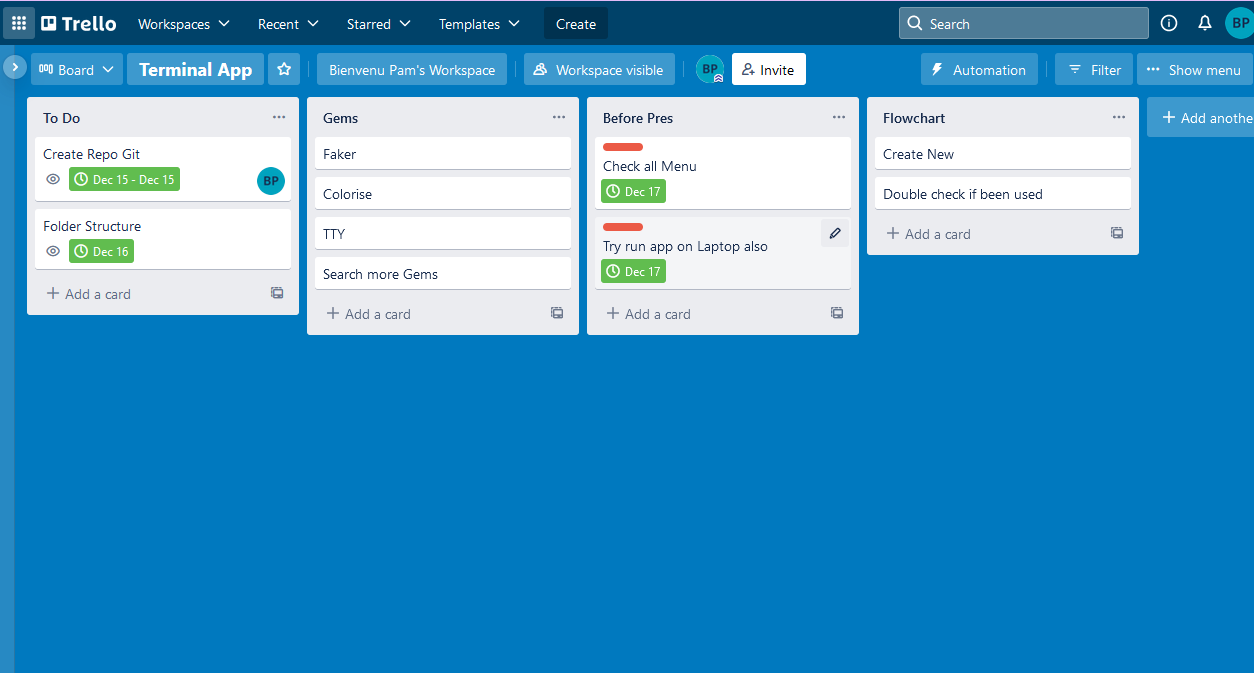 Trello Workspaces Recent Starred Templates Create Search BP
Board Terminal App Bienvenu Pam's Workspace Workspace visible BP Invite Automation Filter Show menu
To Do
Create Repo Git
Dec 15 - Dec 15 BP
Folder Structure
Dec 16
Add a card
Gems
Faker
Colorise
TTY
Search more Gems
Add a card
Before Pres
Check all Menu
Dec 17
Try run app on Laptop also
Dec 17
Add a card
Flowchart
Create New
Double check if been used
Add a card
Add anothe